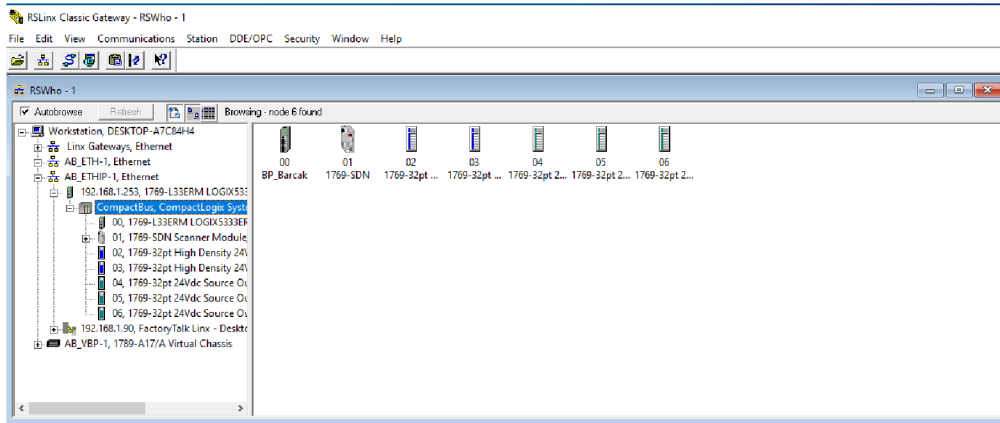 RSLinx Classic Gateway - RSWho - 1
File Edit View Communications Station DDE/OPC Security Window Help
RSWho - 1
Autobrowse Refresh Browsing - node 6 found
Workstation, DESKTOP-A7C84H4
Linx Gateways, Ethernet
AB_ETH-1, Ethernet
AB_ETHIP-1, Ethernet
192.168.1.253, 1769-L33ERM LOGIX533
CompactBus, CompactLogix Syste
00, 1769-L33ERM LOGIX5333ER
01, 1769-SDN Scanner Module,
02, 1769-32pt High Density 24V
03, 1769-32pt High Density 24V
04, 1769-32pt 24Vdc Source Ou
05, 1769-32pt 24Vdc Source Ou
06, 1769-32pt 24Vdc Source Ou
192.168.1.90, FactoryTalk Linx - Deskto
AB_VBP-1, 1789-A17/A Virtual Chassis
00 01 02 03 04 05 06
BP_Barcak 1769-SDN 1769-32pt ... 1769-32pt ... 1769-32pt 2... 1769-32pt 2... 1769-32pt 2...